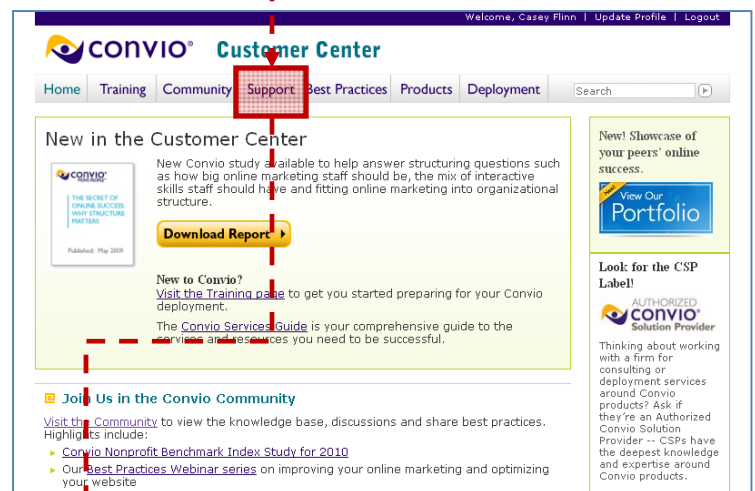 Welcome, Casey Flinn | Update Profile | Logout
CONVIO® Customer Center
Home Training Community Support Best Practices Products Deployment Search
New in the Customer Center
CONVIO®
MOVE PEOPLE™
THE SECRET OF
ONLINE SUCCESS:
WHY STRUCTURE
MATTERS
Published: May 2009
New Convio study available to help answer structuring questions such
as how big online marketing staff should be, the mix of interactive
skills staff should have and fitting online marketing into organizational
structure.
Download Report
New to Convio?
Visit the Training page to get you started preparing for your Convio
deployment.
The Convio Services Guide is your comprehensive guide to the
services and resources you need to be successful.
Join Us in the Convio Community
Visit the Community to view the knowledge base, discussions and share best practices.
Highlights include:
Convio Nonprofit Benchmark Index Study for 2010
Our Best Practices Webinar series on improving your online marketing and optimizing
your website
New! Showcase of
your peers' online
success.
New
View Our
Portfolio
Look for the CSP
Label!
AUTHORIZED
CONVIO®
Solution Provider
Thinking about working
with a firm for
consulting or
deployment services
around Convio
products? Ask if
they're an Authorized
Convio Solution
Provider -- CSPs have
the deepest knowledge
and expertise around
Convio products.